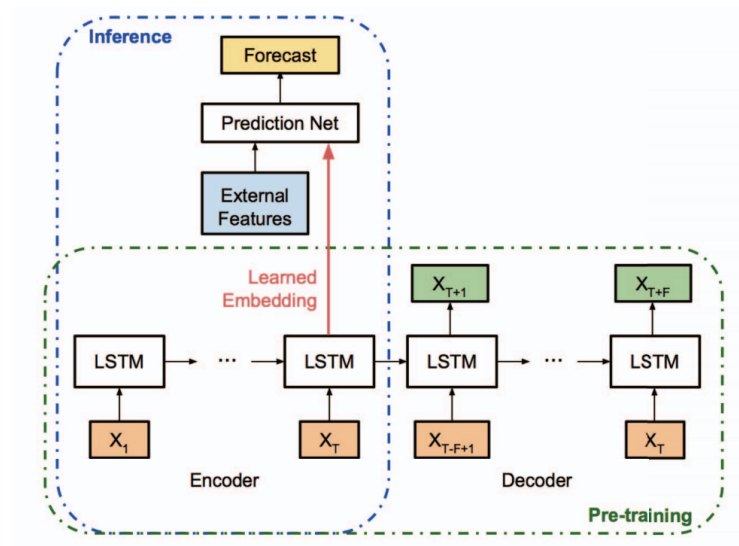 Inference
Forecast
Prediction Net
External
Features
Learned
Embedding
X_{T+1}
X_{T+F}
LSTM
...
LSTM
LSTM
...
LSTM
X_1
X_T
X_{T-F+1}
X_T
Encoder
Decoder
Pre-training